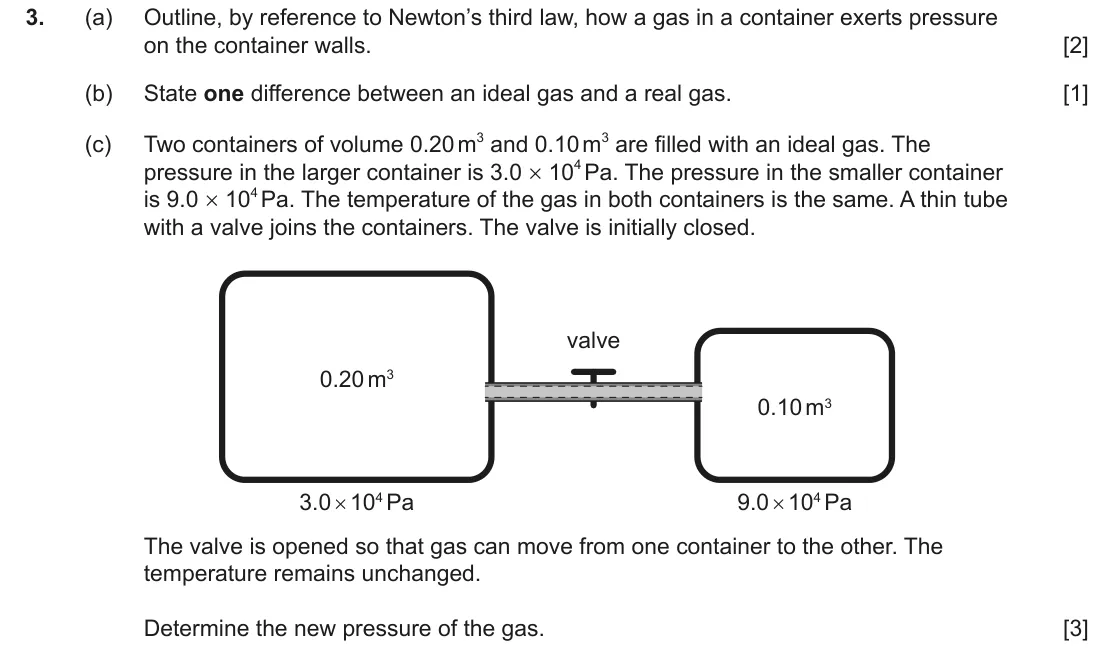 3. (a) Outline, by reference to Newton’s third law, how a gas in a container exerts pressure
on the container walls. [2]
(b) State one difference between an ideal gas and a real gas. [1]
(c) Two containers of volume 0.20 m³ and 0.10 m³ are filled with an ideal gas. The
pressure in the larger container is 3.0 × 10⁴ Pa. The pressure in the smaller container
is 9.0 × 10⁴ Pa. The temperature of the gas in both containers is the same. A thin tube
with a valve joins the containers. The valve is initially closed.
valve
0.20 m³
0.10 m³
3.0 × 10⁴ Pa
9.0 × 10⁴ Pa
The valve is opened so that gas can move from one container to the other. The
temperature remains unchanged.
Determine the new pressure of the gas. [3]